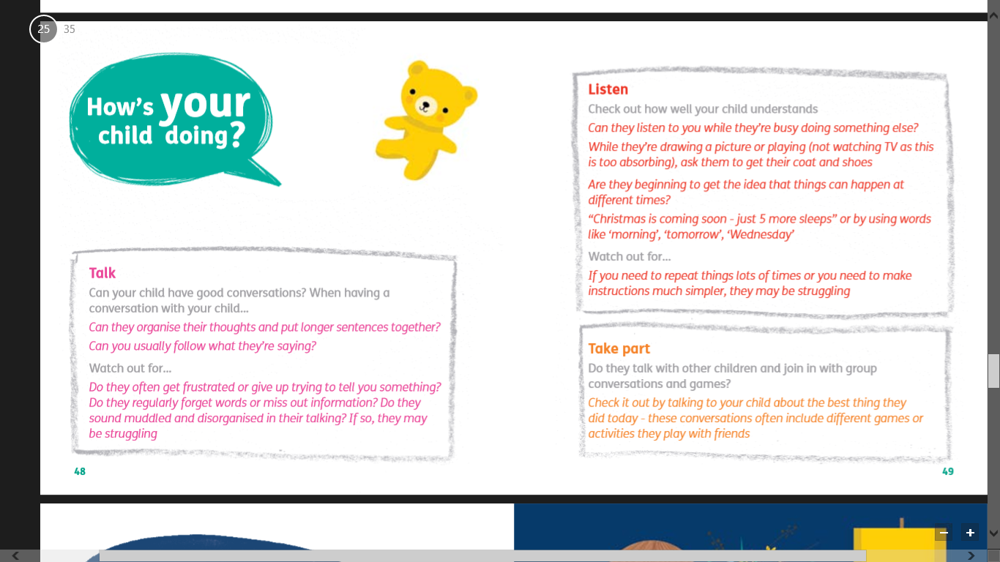 25 35
How's your
child doing?
Talk
Can your child have good conversations? When having a
conversation with your child...
Can they organise their thoughts and put longer sentences together?
Can you usually follow what they're saying?
Watch out for...
Do they often get frustrated or give up trying to tell you something?
Do they regularly forget words or miss out information? Do they
sound muddled and disorganised in their talking? If so, they may
be struggling
48
Listen
Check out how well your child understands
Can they listen to you while they're busy doing something else?
While they're drawing a picture or playing (not watching TV as this
is too absorbing), ask them to get their coat and shoes
Are they beginning to get the idea that things can happen at
different times?
“Christmas is coming soon - just 5 more sleeps” or by using words
like ‘morning’, ‘tomorrow’, ‘Wednesday’
Watch out for...
If you need to repeat things lots of times or you need to make
instructions much simpler, they may be struggling
Take part
Do they talk with other children and join in with group
conversations and games?
Check it out by talking to your child about the best thing they
did today - these conversations often include different games or
activities they play with friends
49